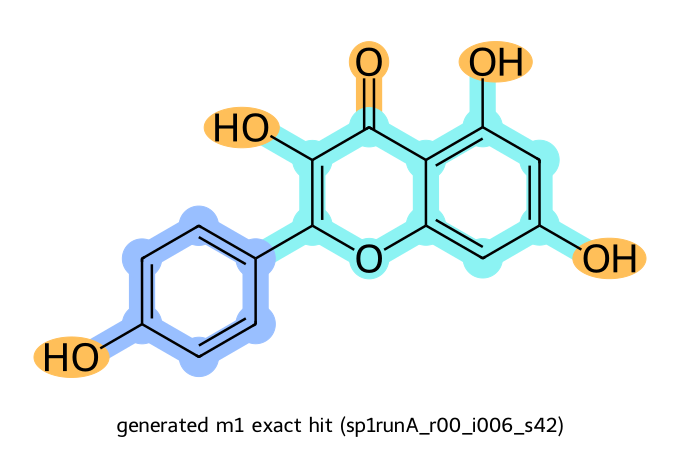 O
OH
HO
O
OH
HO
generated m1 exact hit (sp1runA_r00_i006_s42)